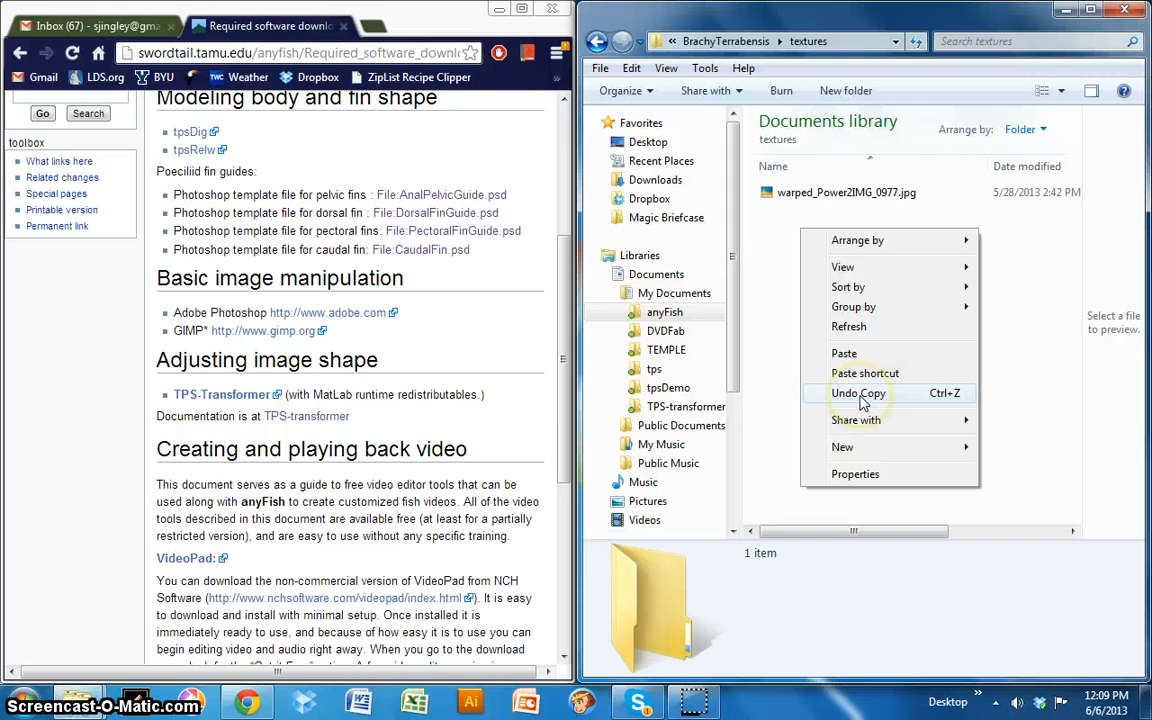 Inbox (67) - sjingley@gma
Required software downlo
swordtail.tamu.edu/anyfish/Required_software_downlo
Gmail LDS.org BYU TWC Weather Dropbox ZipList Recipe Clipper »
Go Search
toolbox
What links here
Related changes
Special pages
Printable version
Permanent link
Modeling body and fin shape
tpsDig
tpsRelw
Poeciliid fin guides:
Photoshop template file for pelvic fins : File:AnalPelvicGuide.psd
Photoshop template file for dorsal fin : File:DorsalFinGuide.psd
Photoshop template file for pectoral fins: File:PectoralFinGuide.psd
Photoshop template file for caudal fin: File:CaudalFin.psd
Basic image manipulation
Adobe Photoshop http://www.adobe.com
GIMP* http://www.gimp.org
Adjusting image shape
TPS-Transformer (with MatLab runtime redistributables.)
Documentation is at TPS-transformer
Creating and playing back video
This document serves as a guide to free video editor tools that can be
used along with anyFish to create customized fish videos. All of the video
tools described in this document are available free (at least for a partially
restricted version), and are easy to use without any specific training.
VideoPad:
You can download the non-commercial version of VideoPad from NCH
Software (http://www.nchsoftware.com/videopad/index.html). It is easy
to download and install with minimal setup. Once installed it is
immediately ready to use, and because of how easy it is to use you can
begin editing video and audio right away. When you go to the download
« BrachyTerrabensis textures
Search textures
File Edit View Tools Help
Organize Share with Burn New folder
Favorites
Desktop
Recent Places
Downloads
Dropbox
Magic Briefcase
Libraries
Documents
My Documents
anyFish
DVDFab
TEMPLE
tps
tpsDemo
TPS-transformer
Public Documents
Music
My Music
Public Music
Pictures
Videos
Documents library
textures
Arrange by: Folder
Name Date modified
warped_Power2IMG_0977.jpg 5/28/2013 2:42 PM
Arrange by
View
Sort by
Group by
Refresh
Paste
Paste shortcut
Undo Copy Ctrl+Z
Share with
New
Properties
Select a file
to preview.
1 item
Screencast-O-Matic.com
W
Ai
S
1
Desktop »
12:09 PM
6/6/2013